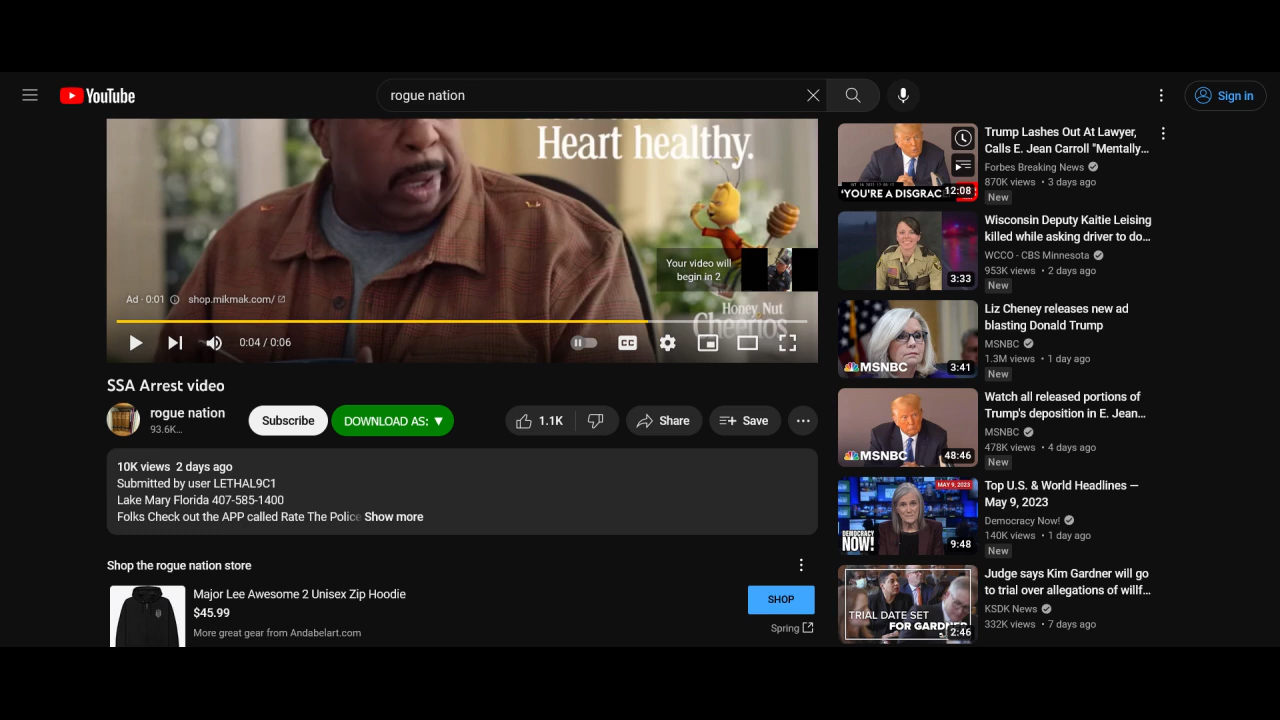 YouTube
rogue nation
Sign in
Heart healthy.
Your video will
begin in 2
Ad · 0:01
shop.mikmak.com/
Honey Nut
Cheerios
0:04 / 0:06
CC
SSA Arrest video
rogue nation
93.6K...
Subscribe
DOWNLOAD AS: ▼
1.1K
Share
Save
10K views 2 days ago
Submitted by user LETHAL9C1
Lake Mary Florida 407-585-1400
Folks Check out the APP called Rate The Police Show more
Shop the rogue nation store
Major Lee Awesome 2 Unisex Zip Hoodie
$45.99
More great gear from Andabelart.com
SHOP
Spring
'YOU'RE A DISGRAC
12:08
Trump Lashes Out At Lawyer,
Calls E. Jean Carroll "Mentally...
Forbes Breaking News
870K views • 3 days ago
New
3:33
Wisconsin Deputy Kaitie Leising
killed while asking driver to do...
WCCO - CBS Minnesota
953K views • 2 days ago
New
MSNBC
3:41
Liz Cheney releases new ad
blasting Donald Trump
MSNBC
1.3M views • 1 day ago
New
MSNBC
48:46
Watch all released portions of
Trump's deposition in E. Jean...
MSNBC
478K views • 4 days ago
New
MAY 9, 2023
DEMOCRACY
NOW!
9:48
Top U.S. & World Headlines —
May 9, 2023
Democracy Now!
140K views • 1 day ago
New
TRIAL DATE SET
FOR GARDNER
2:46
Judge says Kim Gardner will go
to trial over allegations of willf...
KSDK News
332K views • 7 days ago